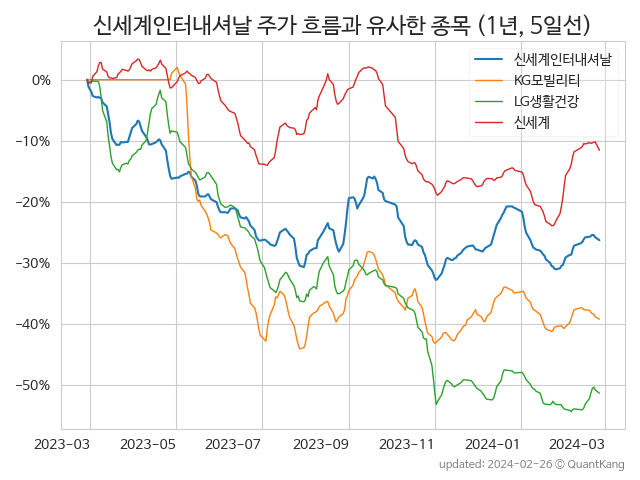 신세계인터내셔날 주가 흐름과 유사한 종목 (1년, 5일선)
신세계인터내셔날
KG모빌리티
LG생활건강
신세계
0%
−10%
−20%
−30%
−40%
−50%
2023-03 2023-05 2023-07 2023-09 2023-11 2024-01 2024-03
updated: 2024-02-26 © QuantKang